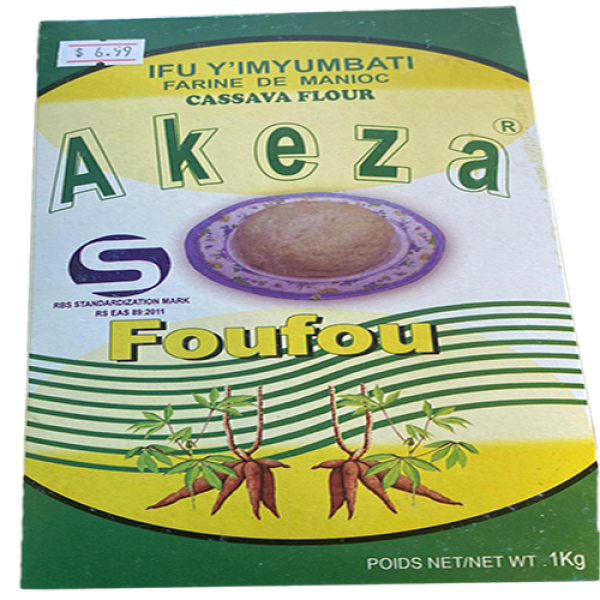 $ 6.99
IFU Y'IMYUMBATI
FARINE DE MANIOC
CASSAVA FLOUR
Akeza®
S
RBS STANDARDIZATION MARK
RS EAS 89:2011
Foufou
POIDS NET/NET WT .1Kg